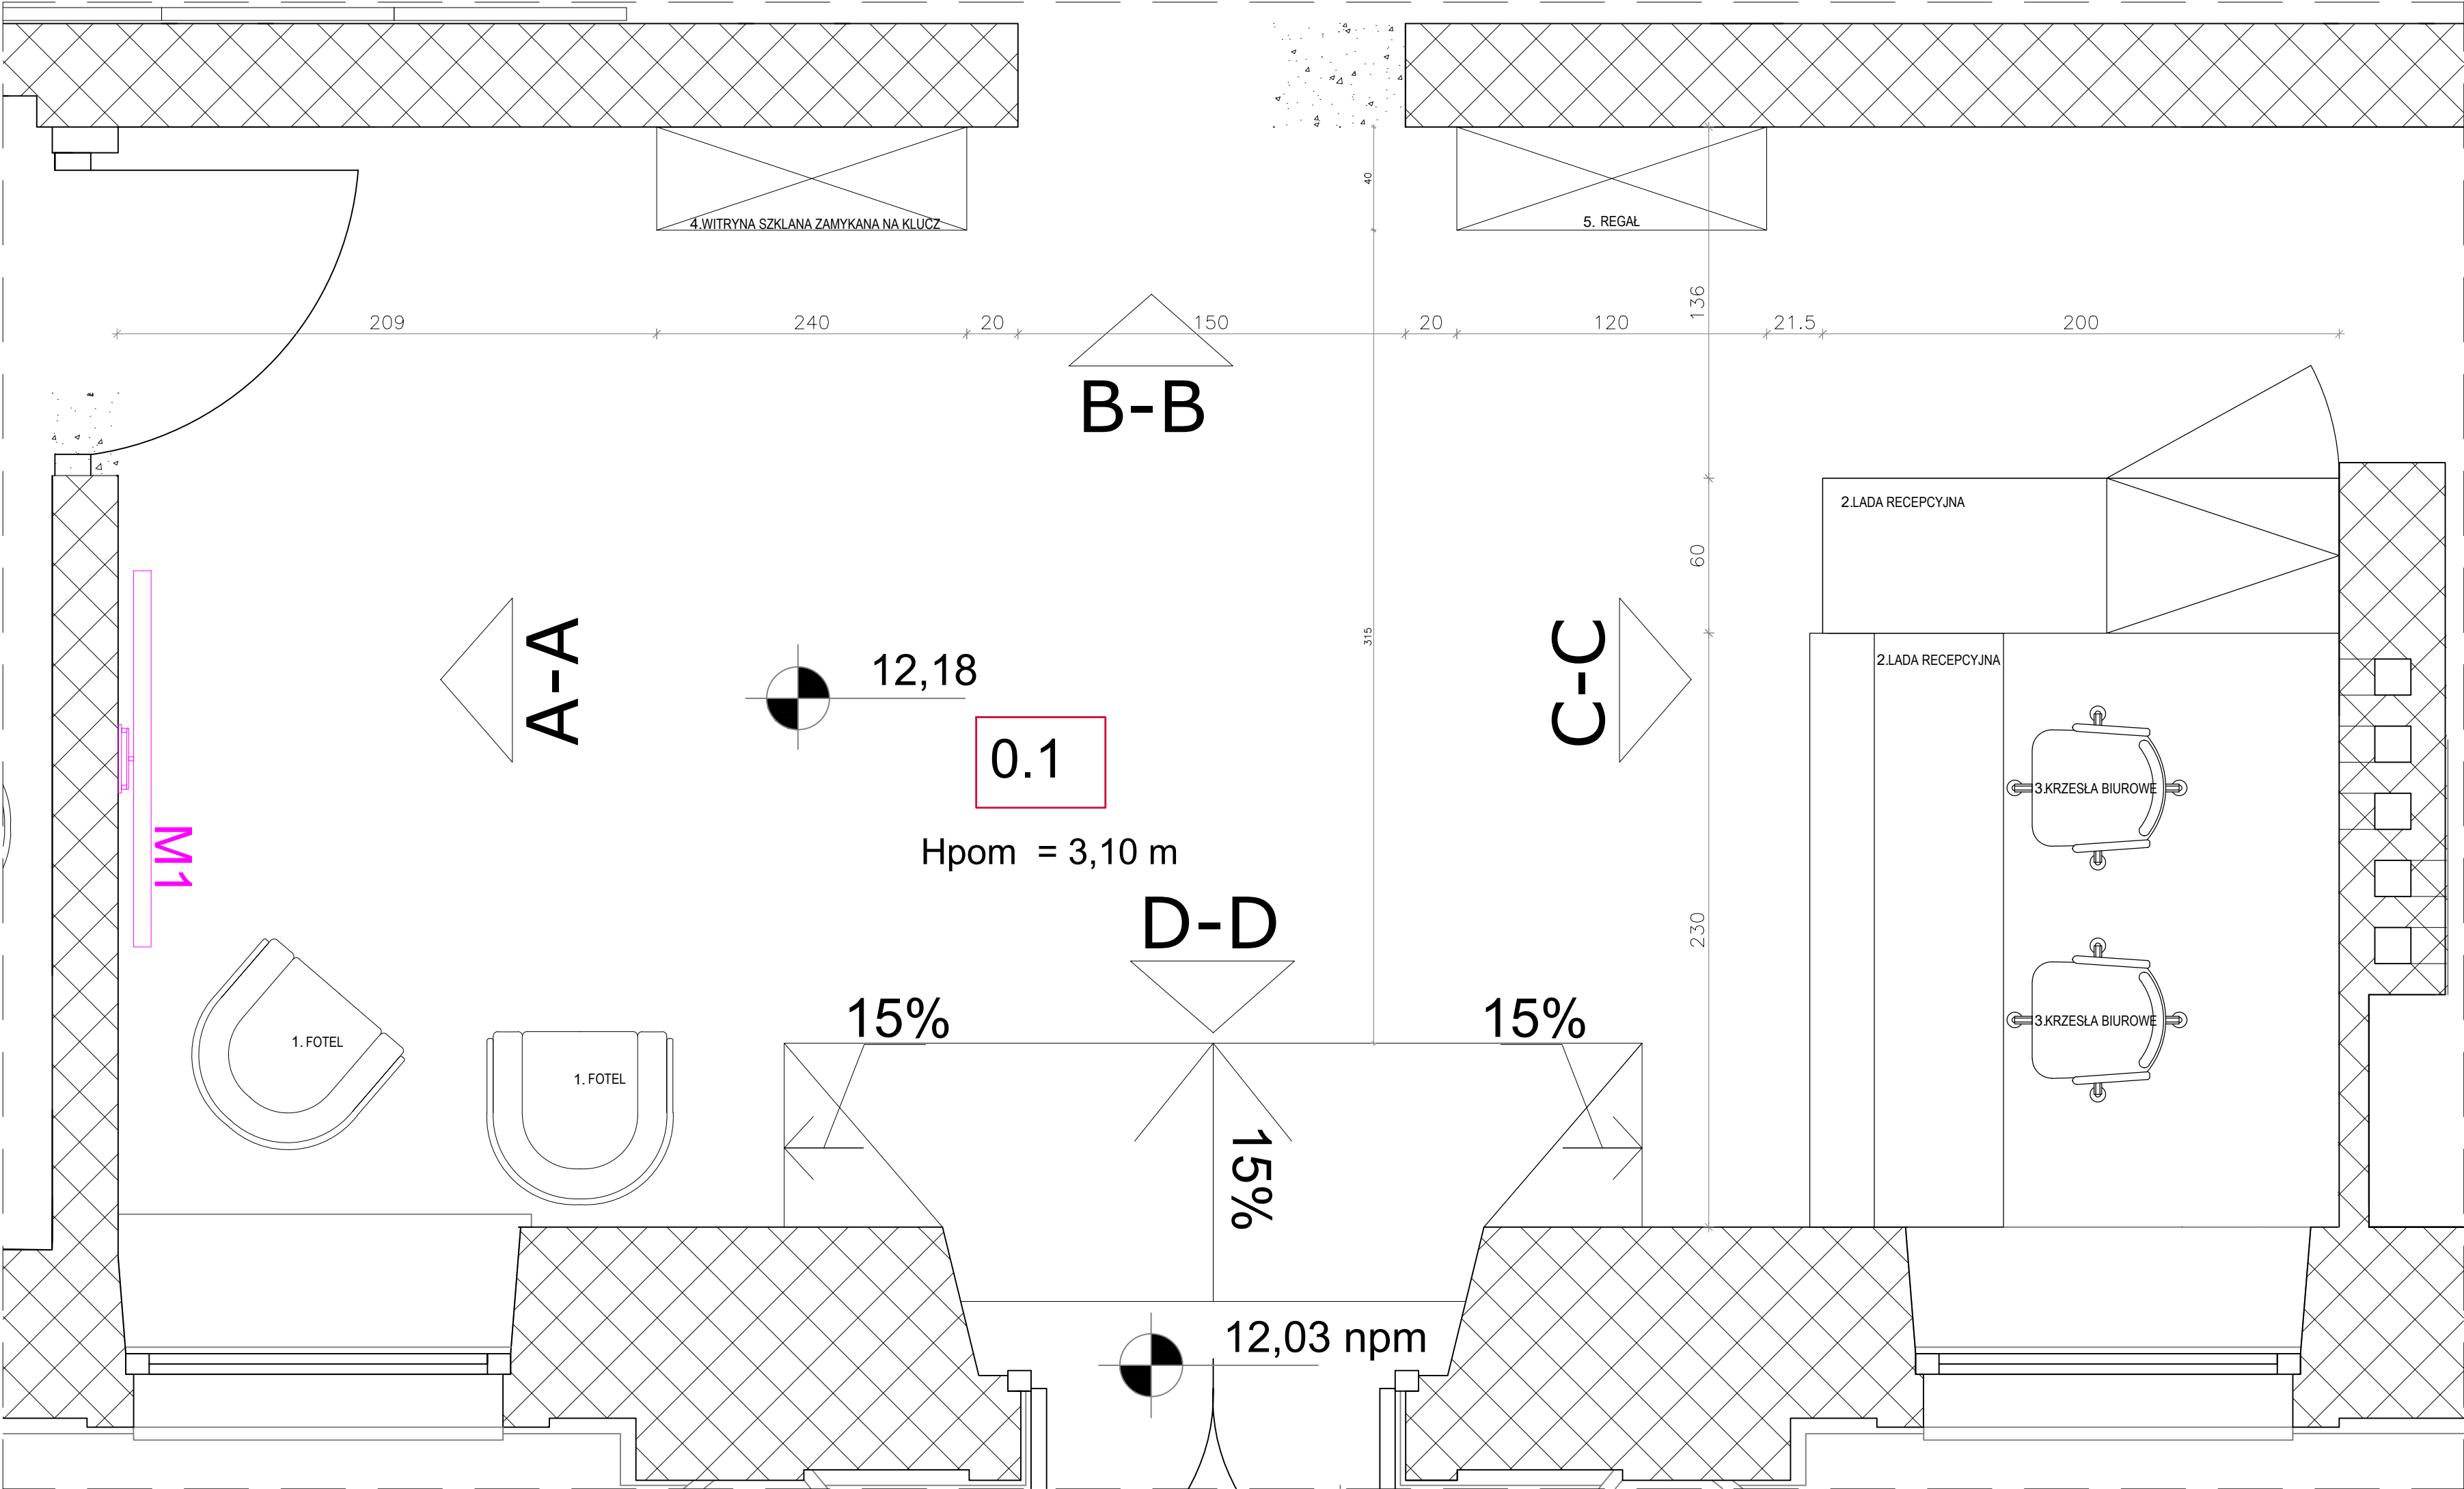 40
4.WITRYNA SZKLANA ZAMYKANA NA KLUCZ
5. REGAŁ
209
240
20
150
20
120
21.5
200
136
B-B
2.LADA RECEPCYJNA
60
A-A
12,18
315
C-C
2.LADA RECEPCYJNA
0.1
3.KRZESŁA BIUROWE
M1
Hpom = 3,10 m
D-D
230
15%
15%
3.KRZESŁA BIUROWE
1. FOTEL
1. FOTEL
15%
12,03 npm